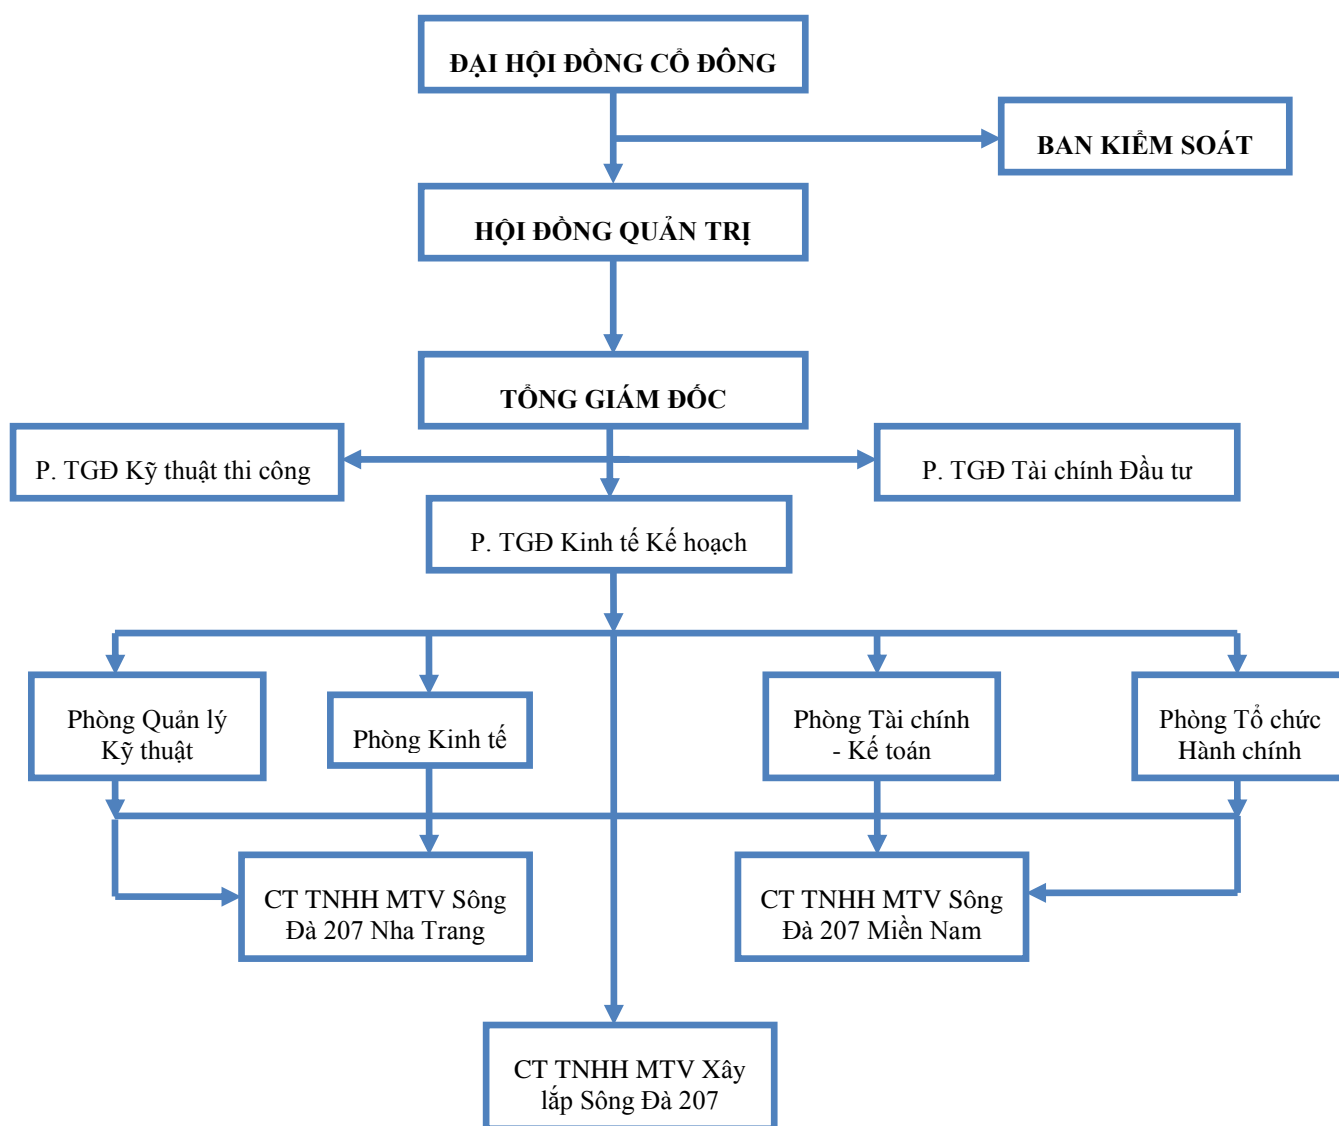 ĐẠI HỘI ĐỒNG CỔ ĐÔNG
BAN KIỂM SOÁT
HỘI ĐỒNG QUẢN TRỊ
TỔNG GIÁM ĐỐC
P. TGĐ Kỹ thuật thi công
P. TGĐ Tài chính Đầu tư
P. TGĐ Kinh tế Kế hoạch
Phòng Quản lý
Kỹ thuật
Phòng Kinh tế
Phòng Tài chính
- Kế toán
Phòng Tổ chức
Hành chính
CT TNHH MTV Sông
Đà 207 Nha Trang
CT TNHH MTV Sông
Đà 207 Miền Nam
CT TNHH MTV Xây
lắp Sông Đà 207